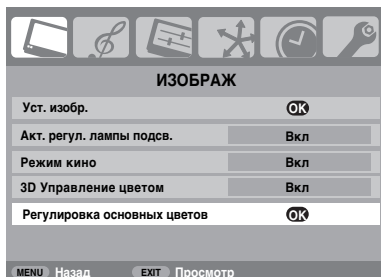 ИЗОБРАЖ
Уст. изобр. OK
Акт. регул. лампы подсв. Вкл
Режим кино Вкл
3D Управление цветом Вкл
Регулировка основных цветов OK
MENU Назад EXIT Просмотр